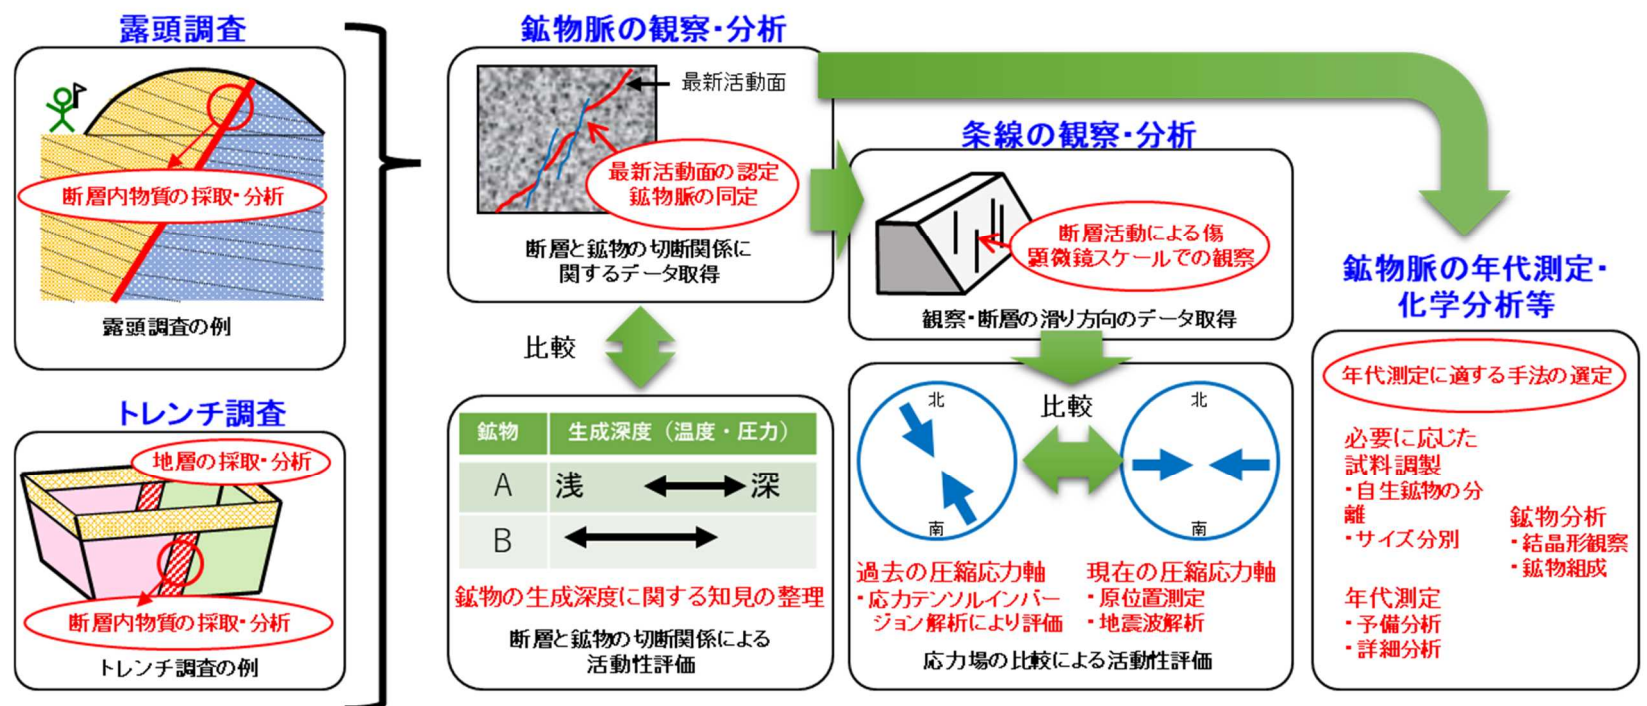 露頭調査
断層内物質の採取・分析
露頭調査の例
トレンチ調査
地層の採取・分析
断層内物質の採取・分析
トレンチ調査の例
鉱物脈の観察・分析
最新活動面
最新活動面の認定
鉱物脈の同定
断層と鉱物の切断関係に
関するデータ取得
比較
鉱物 生成深度（温度・圧力）
A 浅 深
B
鉱物の生成深度に関する知見の整理
断層と鉱物の切断関係による
活動性評価
条線の観察・分析
断層活動による傷
顕微鏡スケールでの観察
観察・断層の滑り方向のデータ取得
比較
北
南
北
南
過去の圧縮応力軸
・応力テンソルインバー
ジョン解析により評価
現在の圧縮応力軸
・原位置測定
・地震波解析
応力場の比較による活動性評価
鉱物脈の年代測定・
化学分析等
年代測定に適する手法の選定
必要に応じた
試料調製
・自生鉱物の分
離
・サイズ分別
鉱物分析
・結晶形観察
・鉱物組成
年代測定
・予備分析
・詳細分析